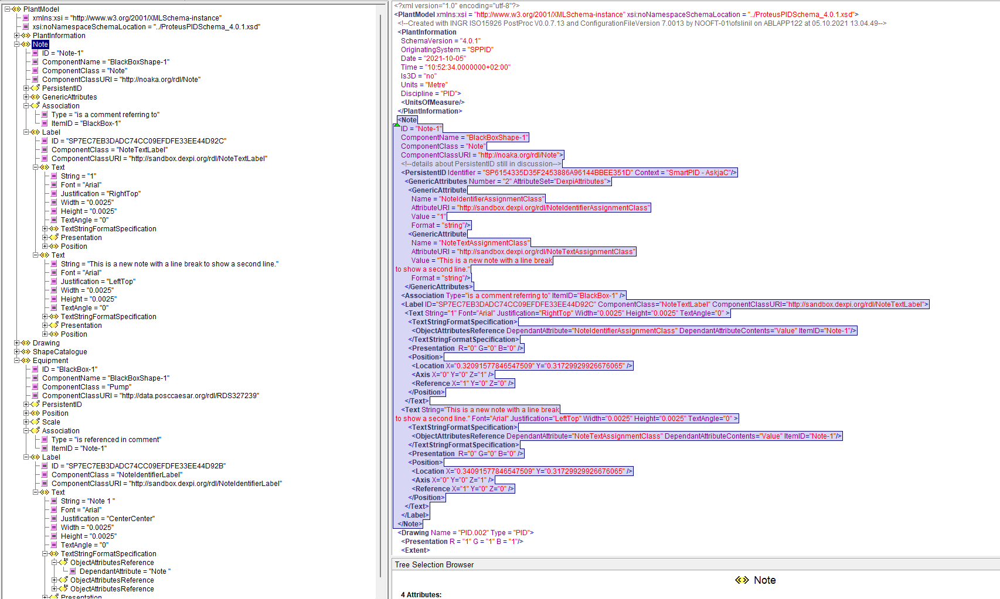 PlantModel
xmlns:xsi = "http://www.w3.org/2001/XMLSchema-instance"
xsi:noNamespaceSchemaLocation = "../ProteusPIDSchema_4.0.1.xsd"
PlantInformation
Note
ID = "Note-1"
ComponentName = "BlackBoxShape-1"
ComponentClass = "Note"
ComponentClassURI = "http://noaka.org/rdl/Note"
PersistentID
GenericAttributes
Association
Type = "is a comment referring to"
ItemID = "BlackBox-1"
Label
ID = "SP7EC7EB3DADC74CC09EFDFE33EE44D92C"
ComponentClass = "NoteTextLabel"
ComponentClassURI = "http://sandbox.dexpi.org/rdl/NoteTextLabel"
Text
String = "1"
Font = "Arial"
Justification = "RightTop"
Width = "0.0025"
Height = "0.0025"
TextAngle = "0"
TextStringFormatSpecification
Presentation
Position
Text
String = "This is a new note with a line break to show a second line."
Font = "Arial"
Justification = "LeftTop"
Width = "0.0025"
Height = "0.0025"
TextAngle = "0"
TextStringFormatSpecification
Presentation
Position
Drawing
ShapeCatalogue
Equipment
ID = "BlackBox-1"
ComponentName = "BlackBoxShape-1"
ComponentClass = "Pump"
ComponentClassURI = "http://data.posccaesar.org/rdl/RDS327239"
PersistentID
Position
Scale
Association
Type = "is referenced in comment"
ItemID = "Note-1"
Label
ID = "SP7EC7EB3DADC74CC09EFDFE33EE44D92B"
ComponentClass = "NoteIdentifierLabel"
ComponentClassURI = "http://sandbox.dexpi.org/rdl/NoteIdentifierLabel"
Text
String = "Note 1 "
Font = "Arial"
Justification = "CenterCenter"
Width = "0.0025"
Height = "0.0025"
TextAngle = "0"
TextStringFormatSpecification
ObjectAttributesReference
DependantAttribute = "Note "
ObjectAttributesReference
ObjectAttributesReference
Presentation
<?xml version="1.0" encoding="utf-8"?>
<PlantModel xmlns:xsi = "http://www.w3.org/2001/XMLSchema-instance" xsi:noNamespaceSchemaLocation = "../ProteusPIDSchema_4.0.1.xsd">
<!--Created with INGR ISO15926 PostProc V0.0.7.13 and ConfigurationFileVersion 7.0013 by NOOFT-01\ofslinil on ABLAPP122 at 05.10.2021 13.04.49-->
<PlantInformation
SchemaVersion = "4.0.1"
OriginatingSystem = "SPPID"
Date = "2021-10-05"
Time = "10:52:34.0000000+02:00"
Is3D = "no"
Units = "Metre"
Discipline = "PID">
<UnitsOfMeasure/>
</PlantInformation>
<Note
ID = "Note-1"
ComponentName = "BlackBoxShape-1"
ComponentClass = "Note"
ComponentClassURI = "http://noaka.org/rdl/Note">
<!--details about PersistentID still in discussion-->
<PersistentID Identifier = "SP6154335D35F2453886A96144BBEE351D" Context = "SmartPID - AskjaC"/>
<GenericAttributes Number = "2" AttributeSet="DexpiAttributes">
<GenericAttribute
Name = "NoteIdentifierAssignmentClass"
AttributeURI = "http://sandbox.dexpi.org/rdl/NoteIdentifierAssignmentClass"
Value = "1"
Format = "string"/>
<GenericAttribute
Name = "NoteTextAssignmentClass"
AttributeURI = "http://sandbox.dexpi.org/rdl/NoteTextAssignmentClass"
Value = "This is a new note with a line break
to show a second line."
Format = "string"/>
</GenericAttributes>
<Association Type="is a comment referring to" ItemID="BlackBox-1" />
<Label ID="SP7EC7EB3DADC74CC09EFDFE33EE44D92C" ComponentClass="NoteTextLabel" ComponentClassURI="http://sandbox.dexpi.org/rdl/NoteTextLabel">
<Text String="1" Font="Arial" Justification="RightTop" Width="0.0025" Height="0.0025" TextAngle="0" >
<TextStringFormatSpecification>
<ObjectAttributesReference DependantAttribute="NoteIdentifierAssignmentClass" DependantAttributeContents="Value" ItemID="Note-1"/>
</TextStringFormatSpecification>
<Presentation R="0" G="0" B="0" />
<Position>
<Location X="0.32091577846547509" Y="0.31729929926676065" />
<Axis X="0" Y="0" Z="1" />
<Reference X="1" Y="0" Z="0" />
</Position>
</Text>
<Text String="This is a new note with a line break
to show a second line." Font="Arial" Justification="LeftTop" Width="0.0025" Height="0.0025" TextAngle="0" >
<TextStringFormatSpecification>
<ObjectAttributesReference DependantAttribute="NoteTextAssignmentClass" DependantAttributeContents="Value" ItemID="Note-1"/>
</TextStringFormatSpecification>
<Presentation R="0" G="0" B="0" />
<Position>
<Location X="0.34091577846547509" Y="0.31729929926676065" />
<Axis X="0" Y="0" Z="1" />
<Reference X="1" Y="0" Z="0" />
</Position>
</Text>
</Label>
</Note>
<Drawing Name = "PID.002" Type = "PID">
<Presentation R = "1" G = "1" B = "1"/>
<Extent>
Tree Selection Browser
Note
4 Attributes: